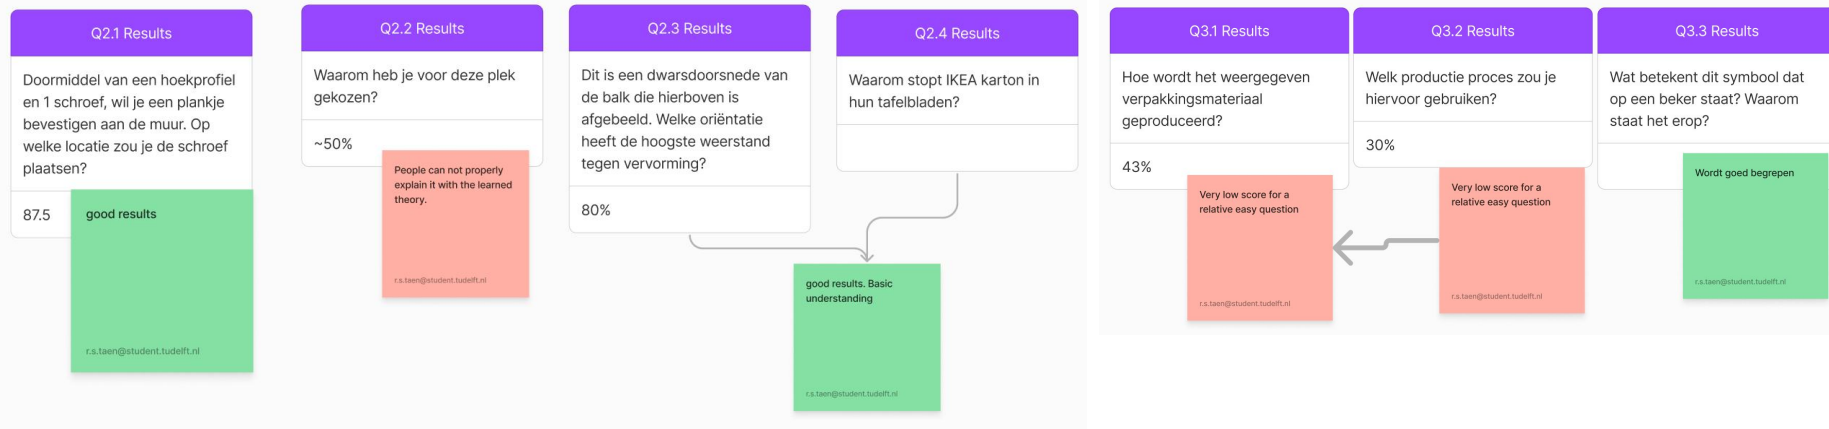 Q2.1 Results
Doormiddel van een hoekprofiel
en 1 schroef, wil je een plankje
bevestigen aan de muur. Op
welke locatie zou je de schroef
plaatsen?
87.5
good results
r.s.taen@student.tudelft.nl
Q2.2 Results
Waarom heb je voor deze plek
gekozen?
~50%
People can not properly
explain it with the learned
theory.
r.s.taen@student.tudelft.nl
Q2.3 Results
Dit is een dwarsdoorsnede van
de balk die hierboven is
afgebeeld. Welke oriëntatie
heeft de hoogste weerstand
tegen vervorming?
80%
Q2.4 Results
Waarom stopt IKEA karton in
hun tafelbladen?
good results. Basic
understanding
r.s.taen@student.tudelft.nl
Q3.1 Results
Hoe wordt het weergegeven
verpakkingsmateriaal
geproduceerd?
43%
Very low score for a
relative easy question
r.s.taen@student.tudelft.nl
Q3.2 Results
Welk productie proces zou je
hiervoor gebruiken?
30%
Very low score for a
relative easy question
r.s.taen@student.tudelft.nl
Q3.3 Results
Wat betekent dit symbool dat
op een beker staat? Waarom
staat het erop?
Wordt goed begrepen
r.s.taen@student.tudelft.nl